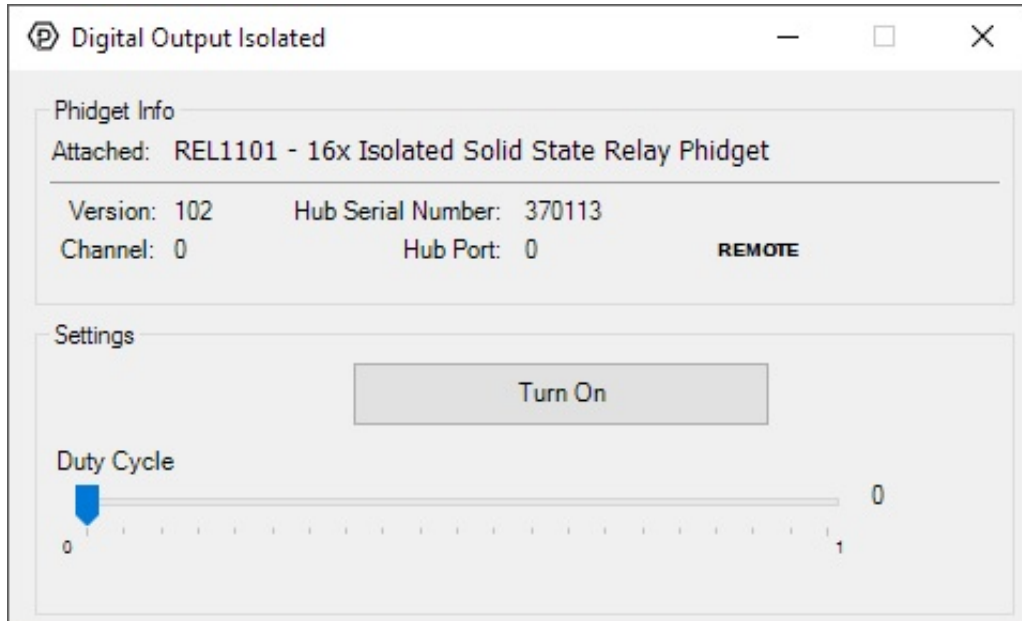 Digital Output Isolated
Phidget Info
Attached: REL1101 - 16x Isolated Solid State Relay Phidget
Version: 102 Hub Serial Number: 370113
Channel: 0 Hub Port: 0 REMOTE
Settings
Turn On
Duty Cycle
0
0 1